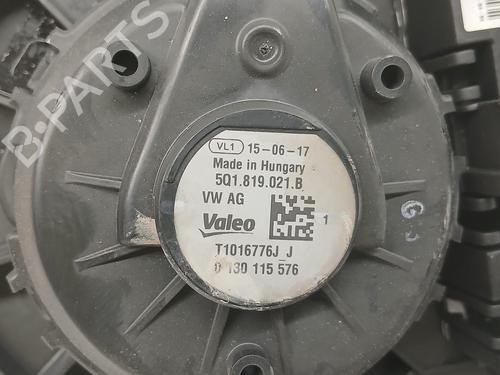 B-PARTS
VL1 15-06-17
Made in Hungary
5Q1.819.021.B
VW AG
Valeo
1
T1016776J_J
0 130 115 576